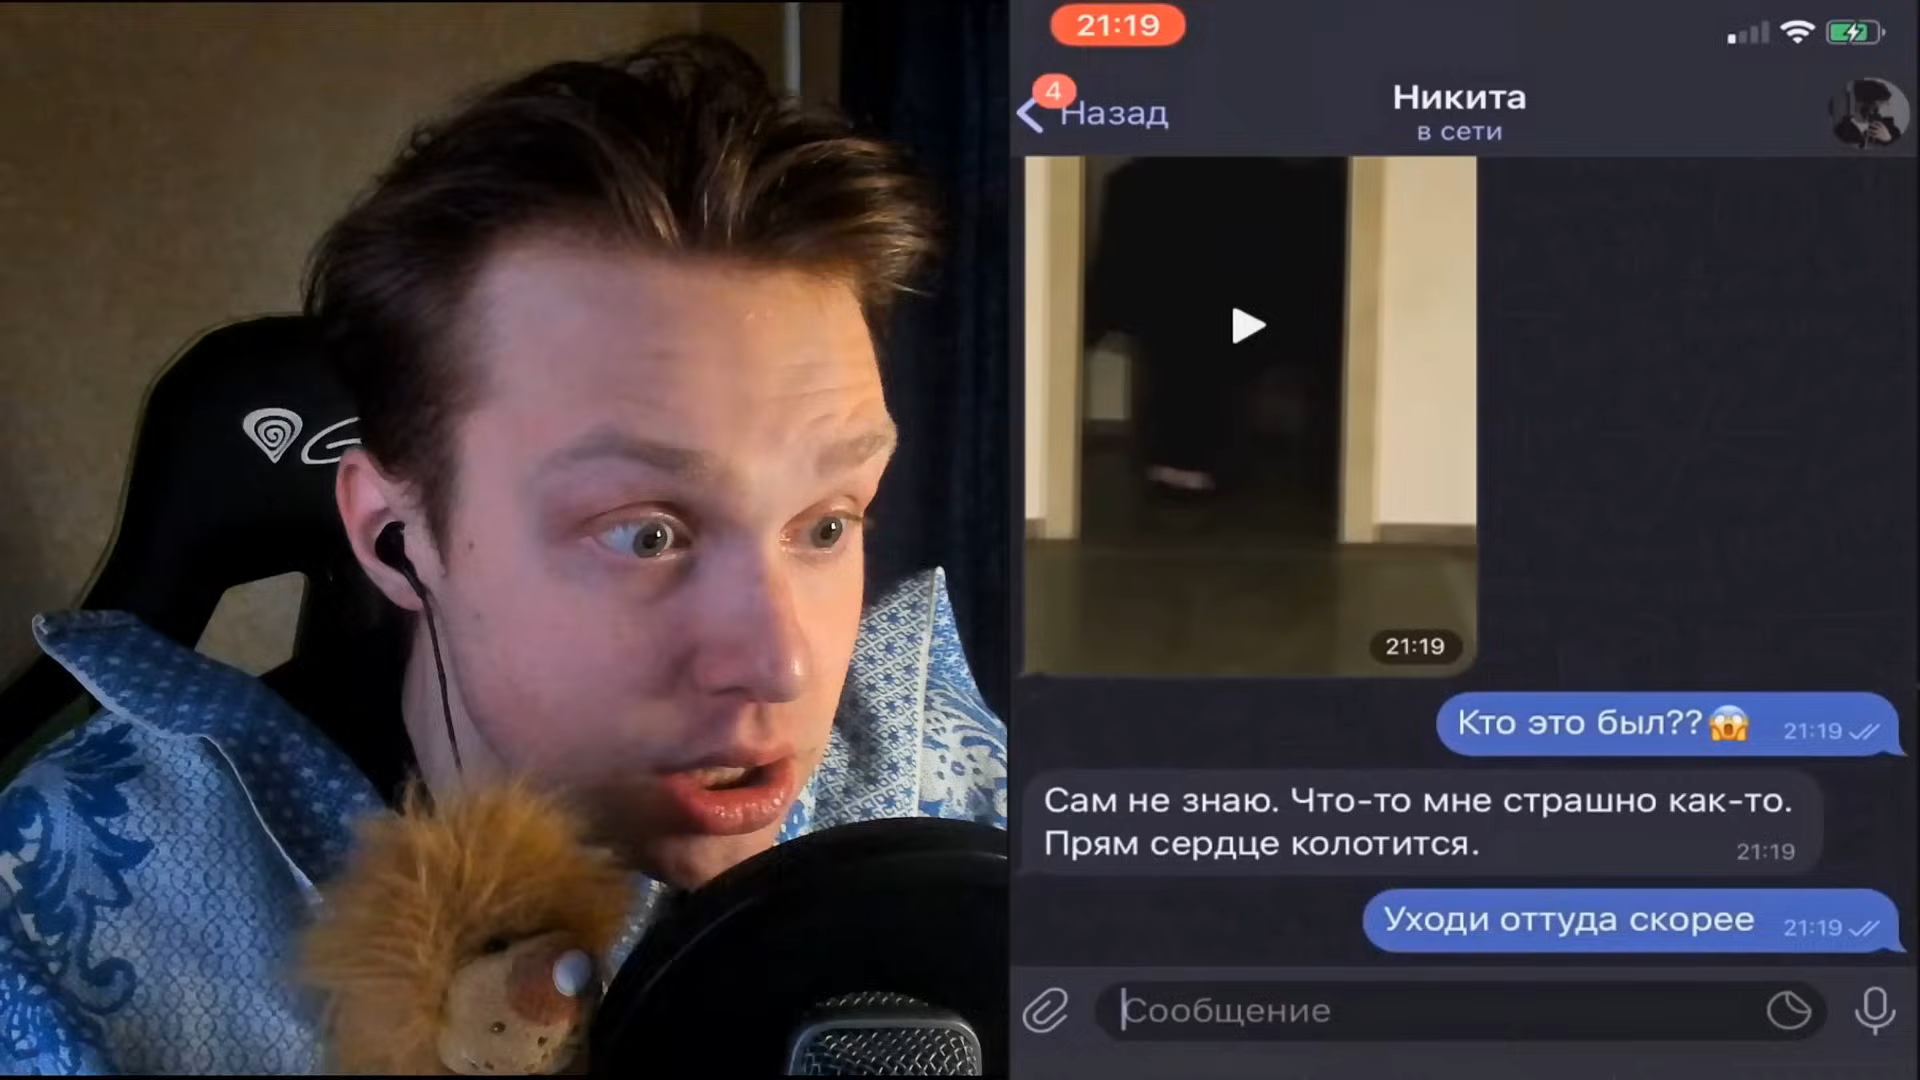 21:19
4
Назад
Никита
в сети
21:19
Кто это был??😱 21:19
Сам не знаю. Что-то мне страшно как-то.
Прям сердце колотится. 21:19
Уходи оттуда скорее 21:19
Сообщение